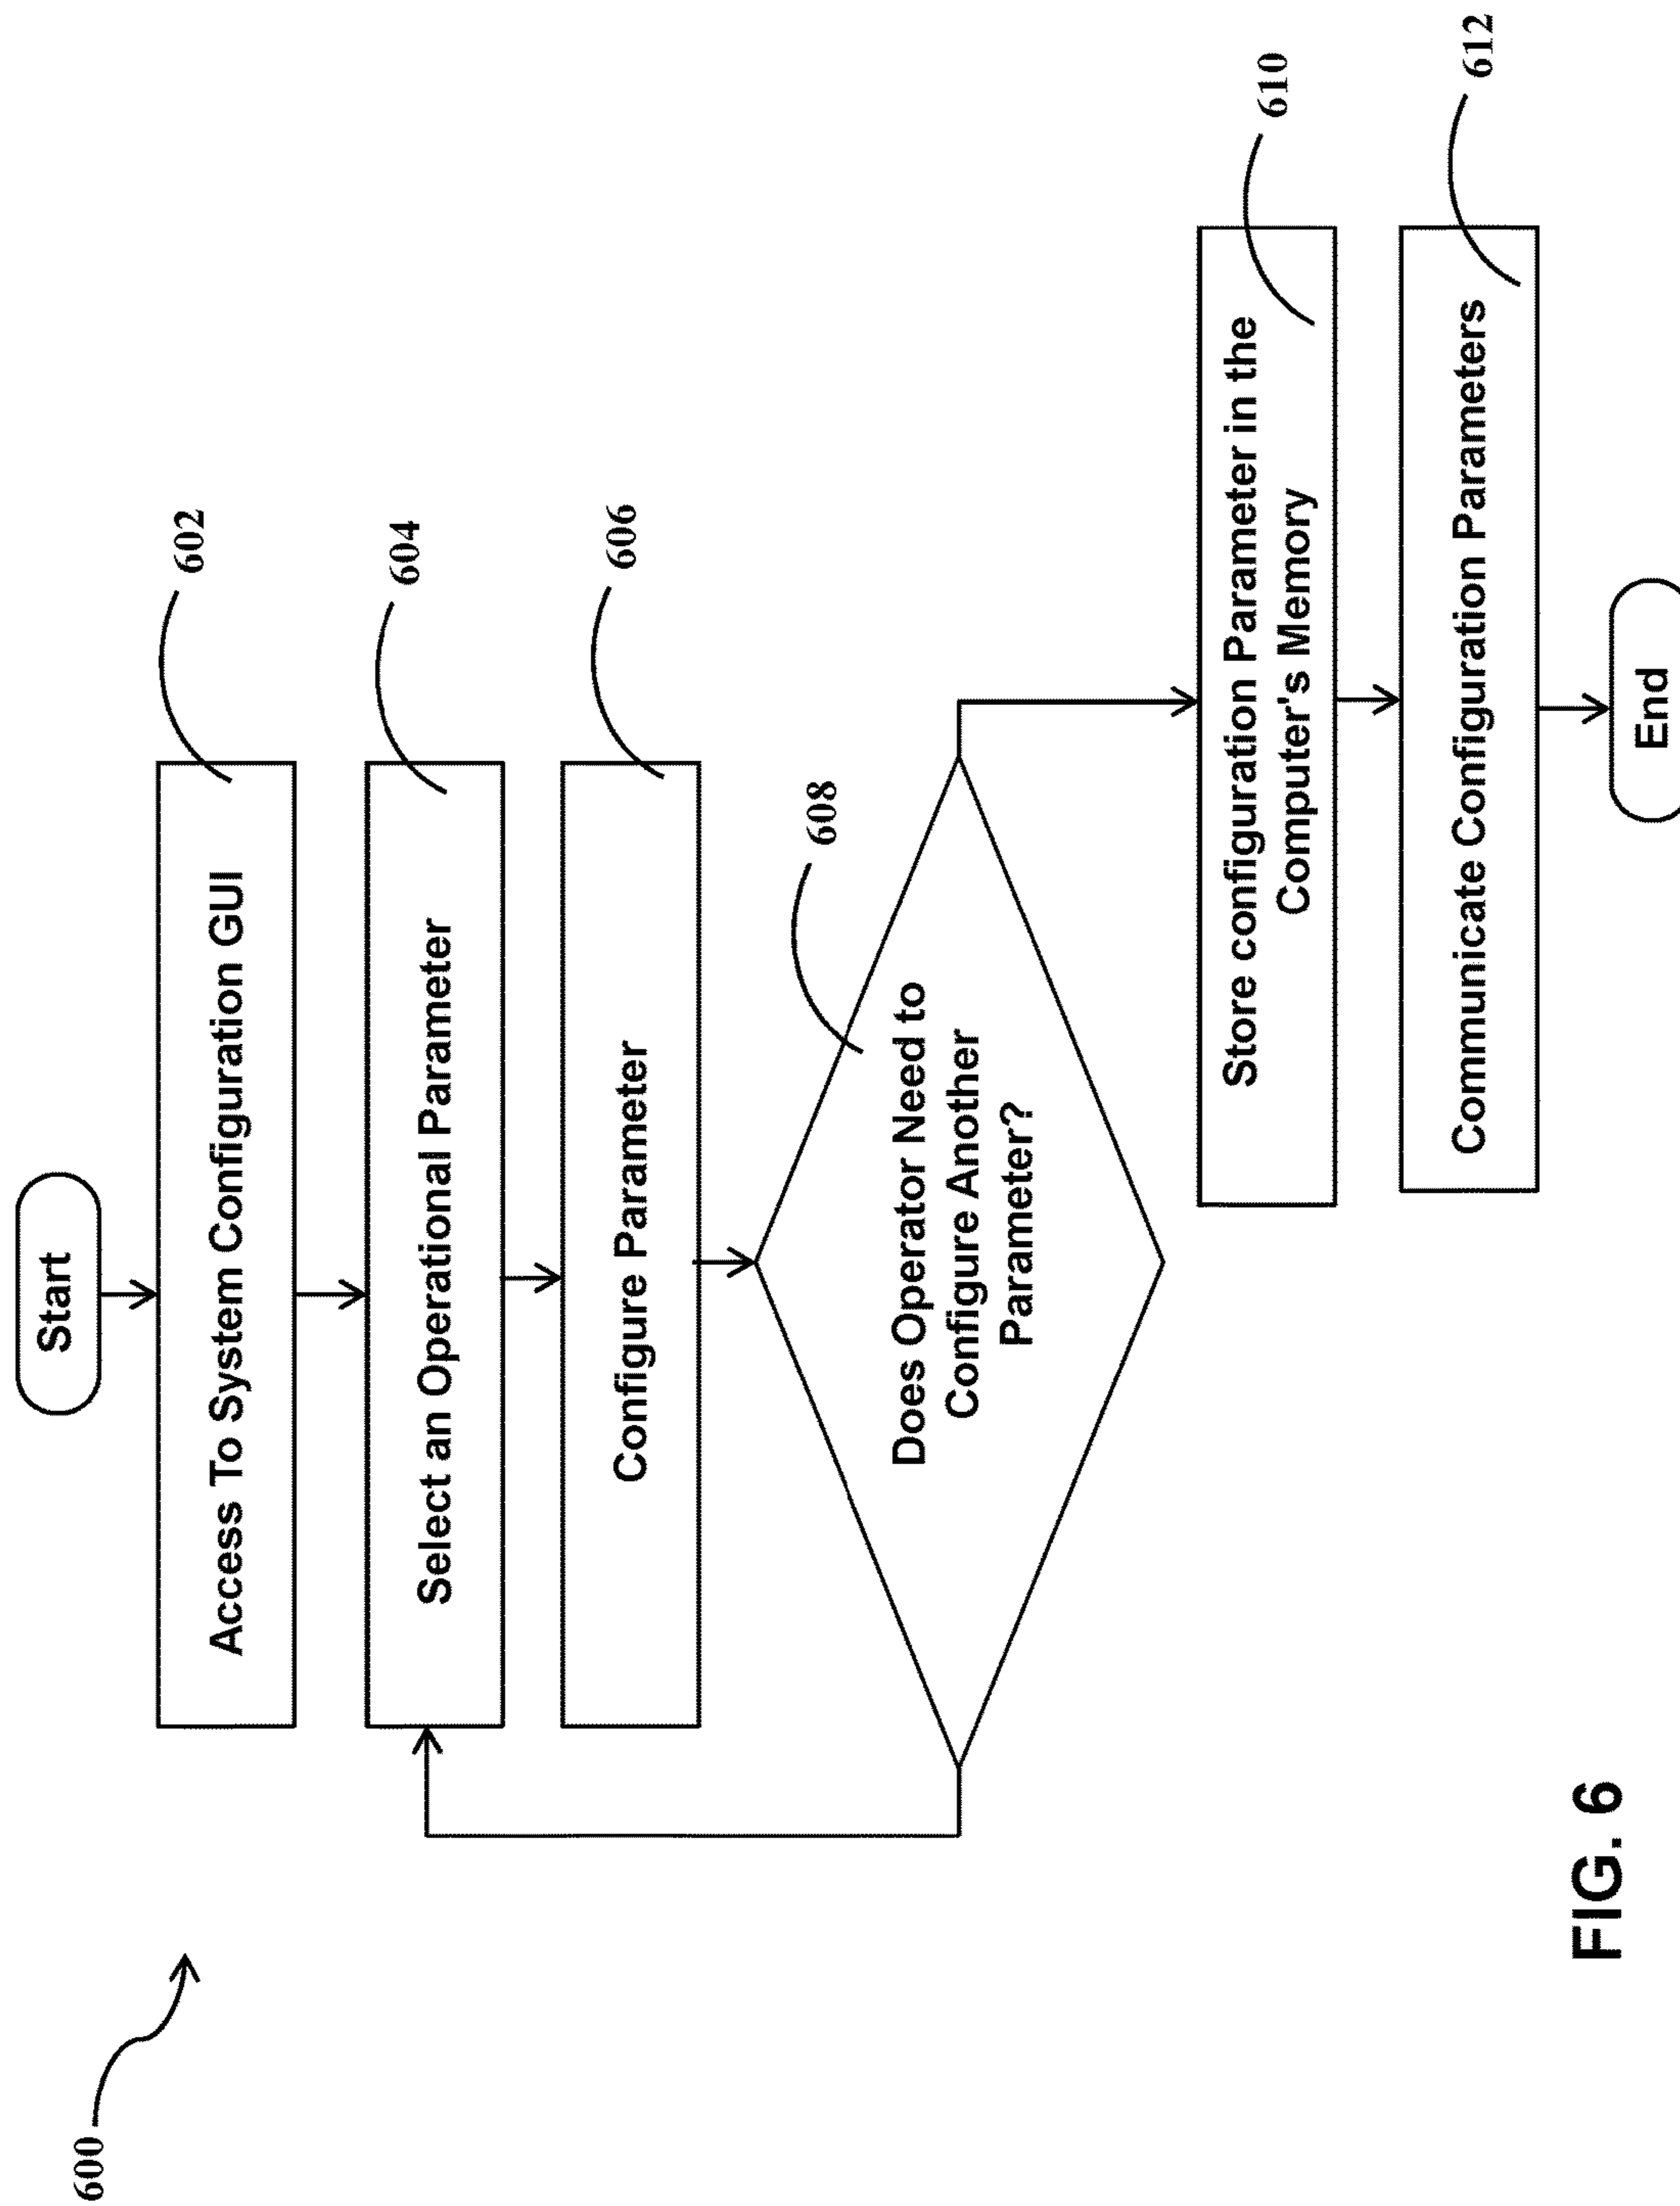 600
Start
Access To System Configuration GUI
602
Select an Operational Parameter
604
Configure Parameter
606
Does Operator Need to
Configure Another
Parameter?
608
Store configuration Parameter in the
Computer's Memory
610
Communicate Configuration Parameters
612
End
FIG. 6